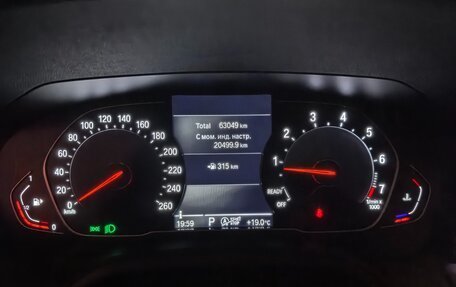 Total 63049 km
С мом. инд. настр.
20499.9 km
315 km
0 20 40 60 80 100 120 140 160 180 200 220 240 260
km/h
1 2 3 4 5 6 7
READY
OFF
1/min x
1000
0
19:59 P +19.0°C